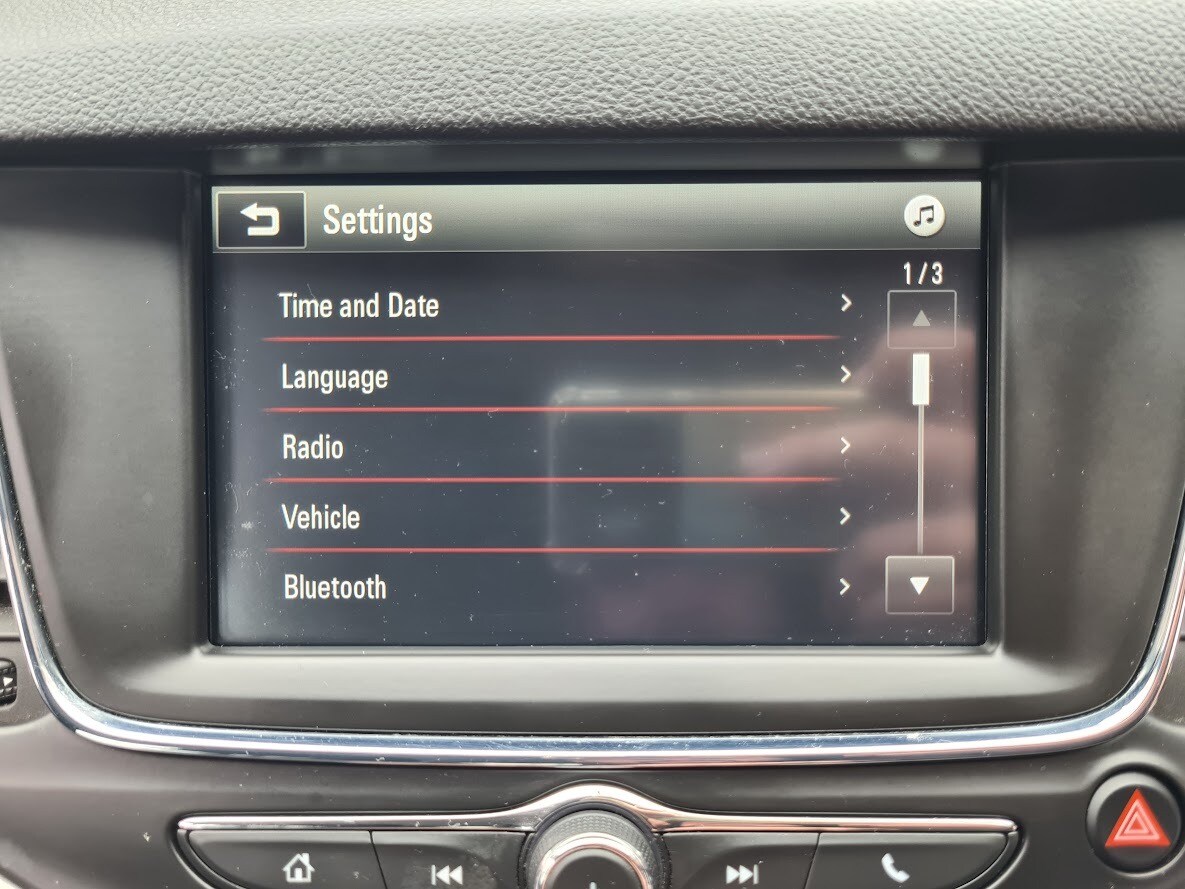 Settings
1/3
Time and Date
Language
Radio
Vehicle
Bluetooth